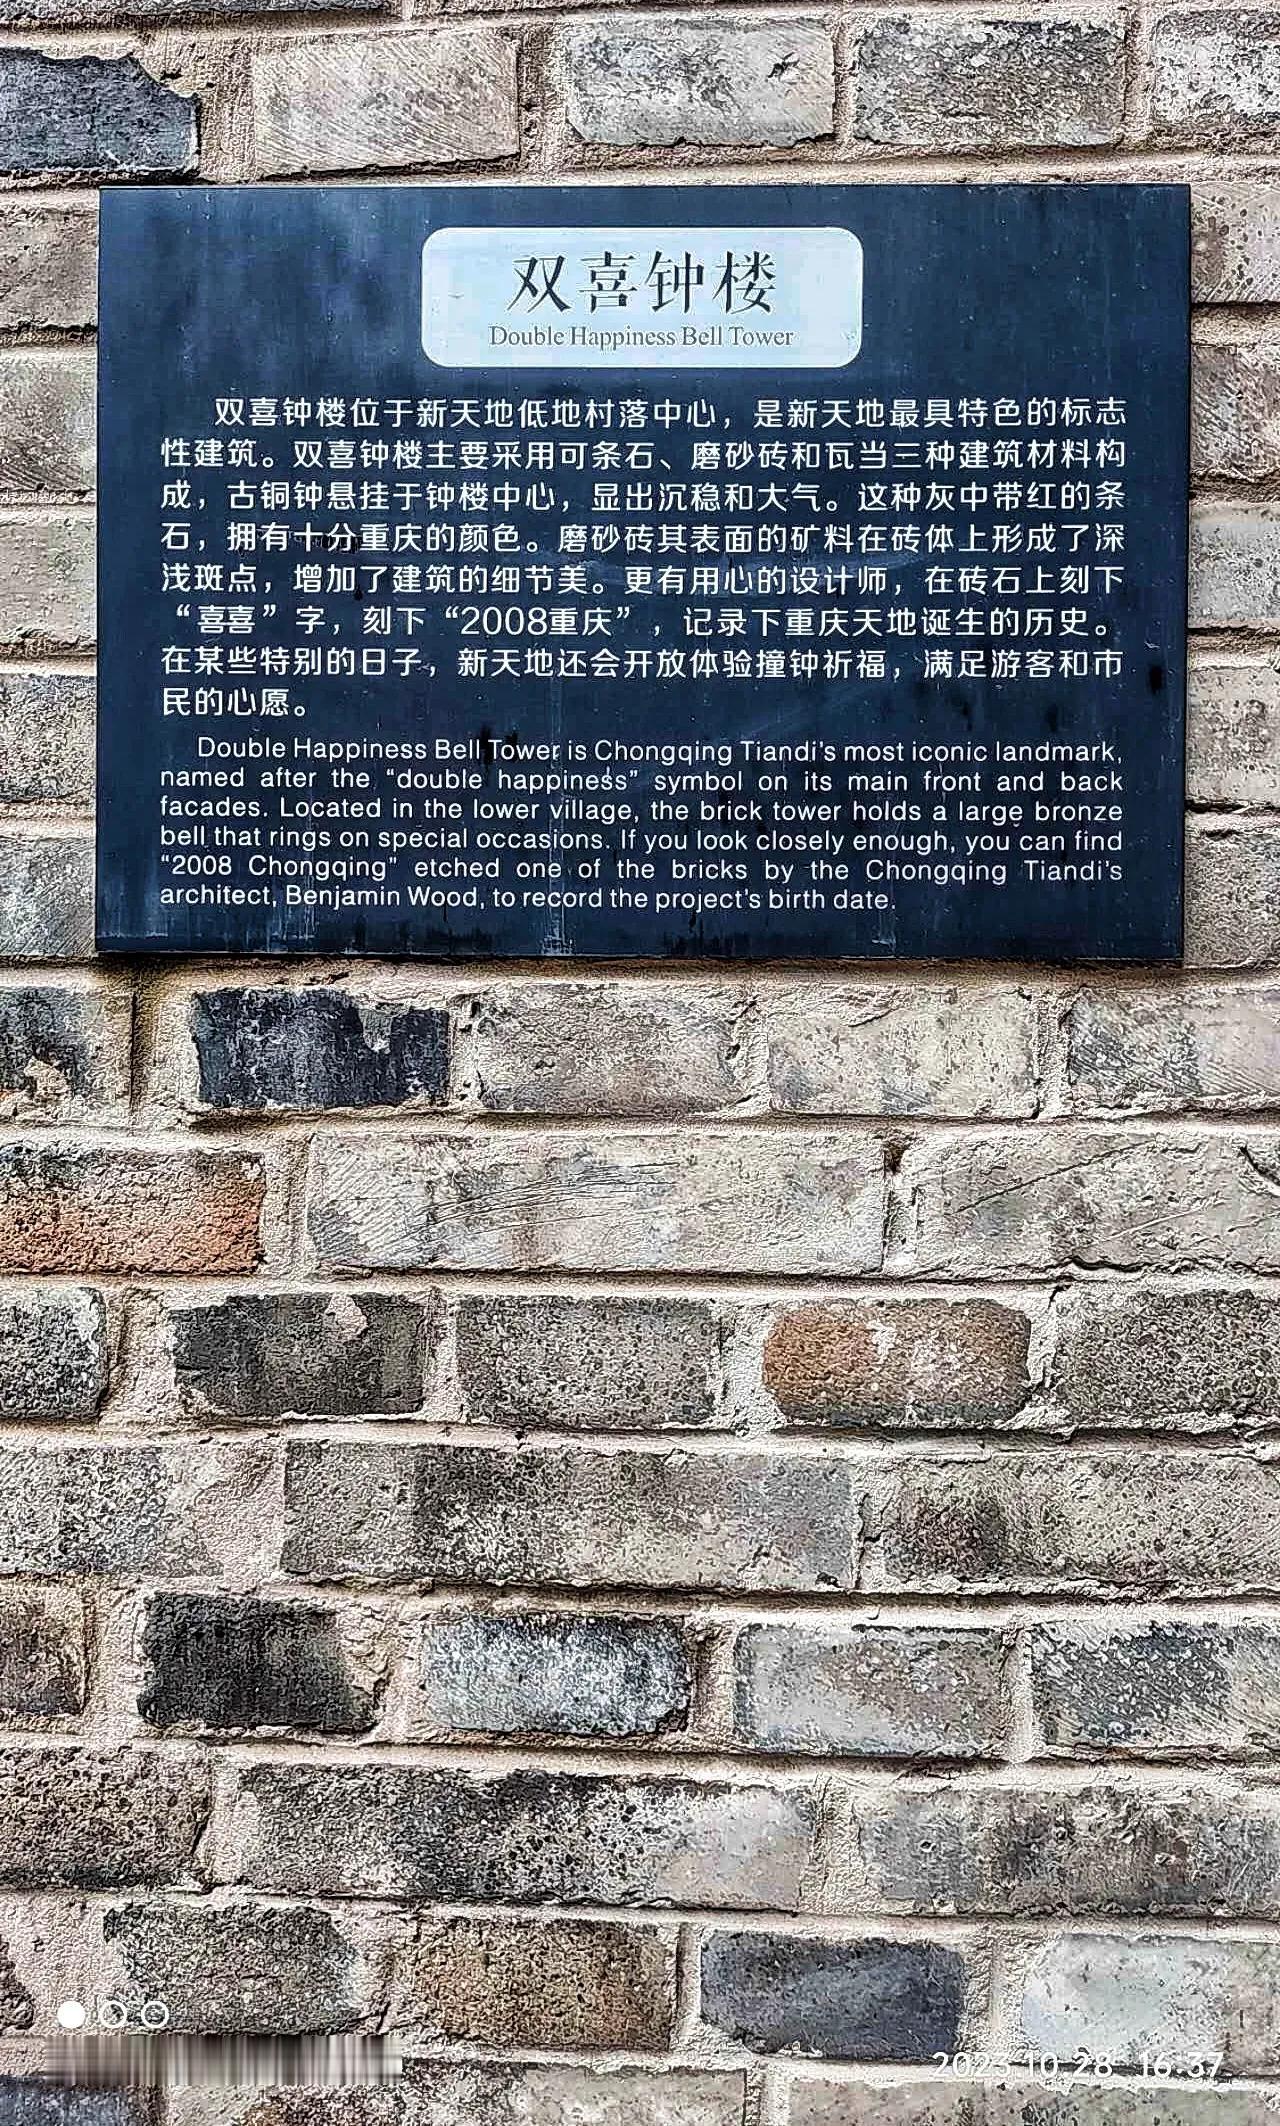 双喜钟楼
Double Happiness Bell Tower
双喜钟楼位于新天地低地村落中心，是新天地最具特色的标志
性建筑。双喜钟楼主要采用可条石、磨砂砖和瓦当三种建筑材料构
成，古铜钟悬挂于钟楼中心，显出沉稳和大气。这种灰中带红的条
石，拥有十分重庆的颜色。磨砂砖其表面的矿料在砖体上形成了深
浅斑点，增加了建筑的细节美。更有用心的设计师，在砖石上刻下
“喜喜”字，刻下“2008重庆”，记录下重庆天地诞生的历史。
在某些特别的日子，新天地还会开放体验撞钟祈福，满足游客和市
民的心愿。
Double Happiness Bell Tower is Chongqing Tiandi's most iconic landmark,
named after the "double happiness" symbol on its main front and back
facades. Located in the lower village, the brick tower holds a large bronze
bell that rings on special occasions. If you look closely enough, you can find
"2008 Chongqing" etched one of the bricks by the Chongqing Tiandi's
architect, Benjamin Wood, to record the project's birth date.
2023.10.28 16:37